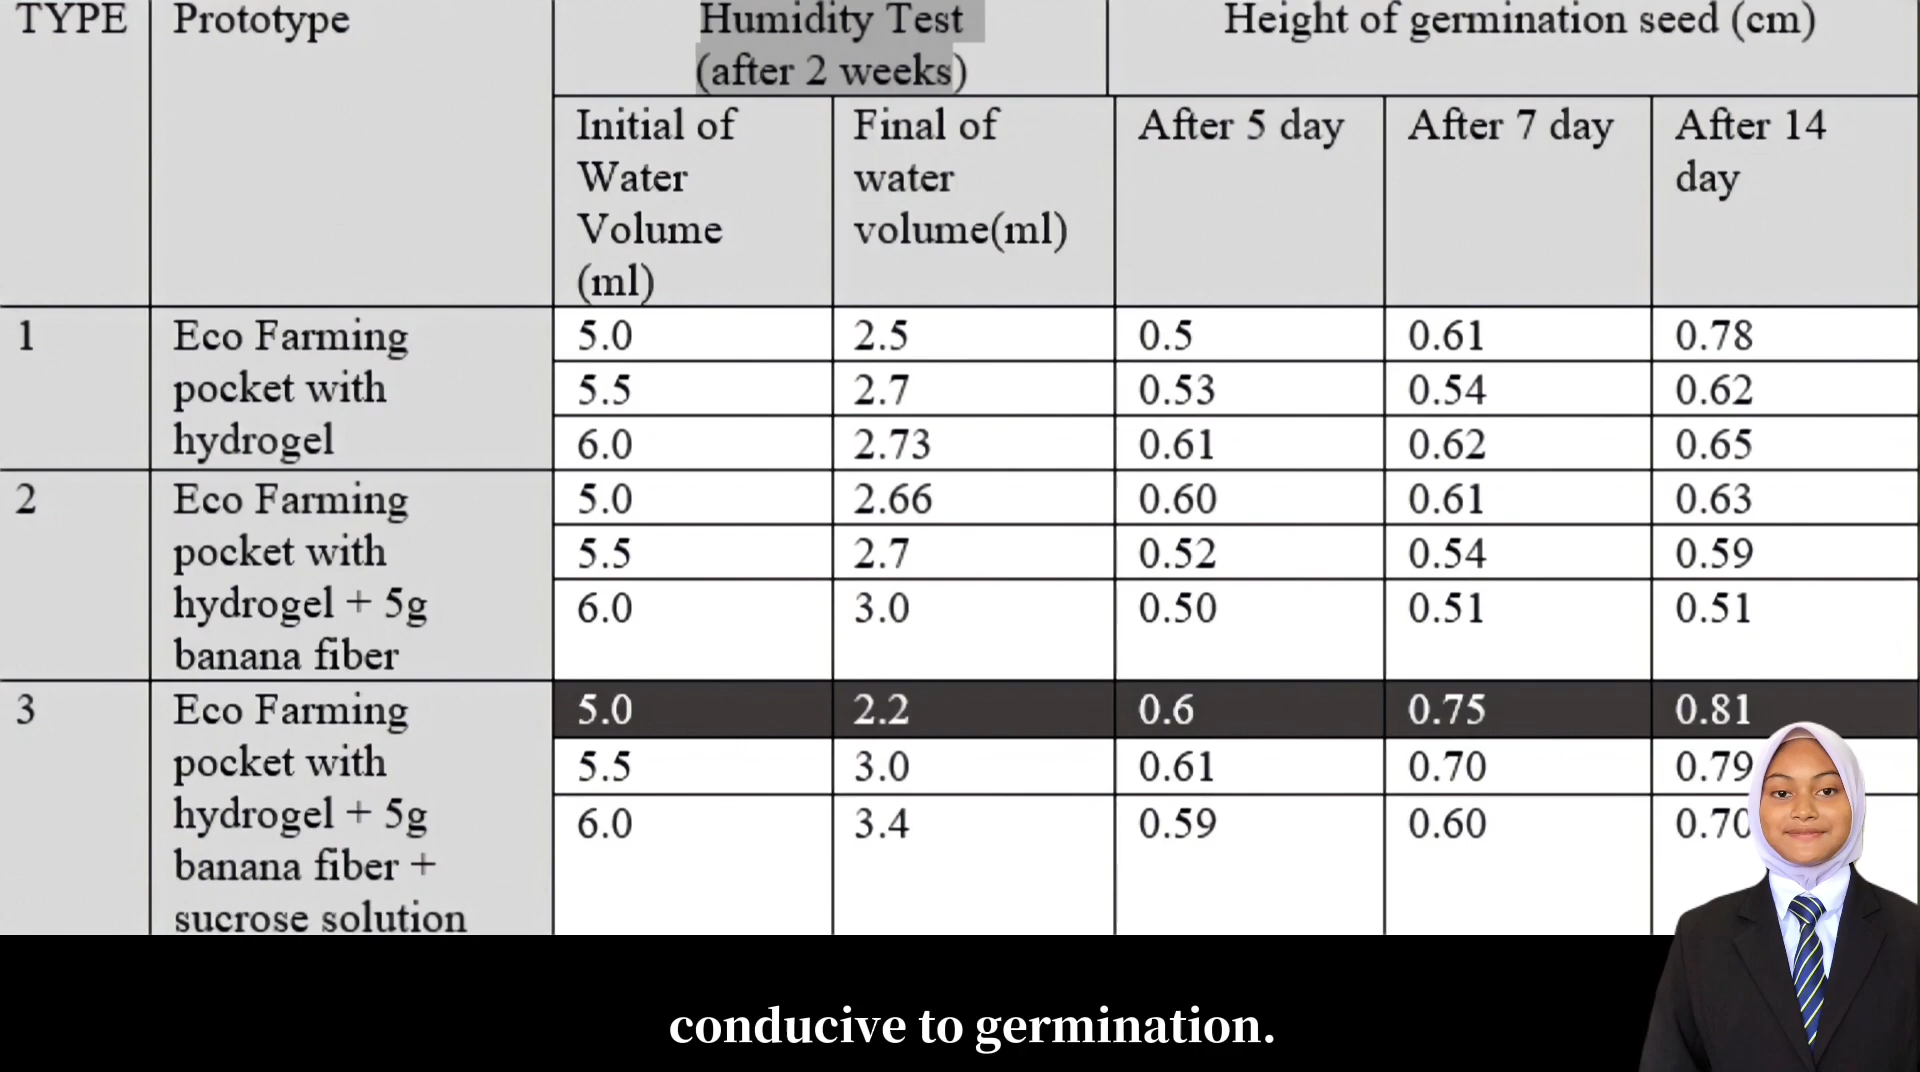 TYPE
Prototype
Humidity Test
(after 2 weeks)
Height of germination seed (cm)
Initial of
Water
Volume
(ml)
Final of
water
volume(ml)
After 5 day
After 7 day
After 14
day
1
Eco Farming
pocket with
hydrogel
5.0 2.5 0.5 0.61 0.78
5.5 2.7 0.53 0.54 0.62
6.0 2.73 0.61 0.62 0.65
2
Eco Farming
pocket with
hydrogel + 5g
banana fiber
5.0 2.66 0.60 0.61 0.63
5.5 2.7 0.52 0.54 0.59
6.0 3.0 0.50 0.51 0.51
3
Eco Farming
pocket with
hydrogel + 5g
banana fiber +
sucrose solution
5.0 2.2 0.6 0.75 0.81
5.5 3.0 0.61 0.70 0.79
6.0 3.4 0.59 0.60 0.70
conducive to germination.